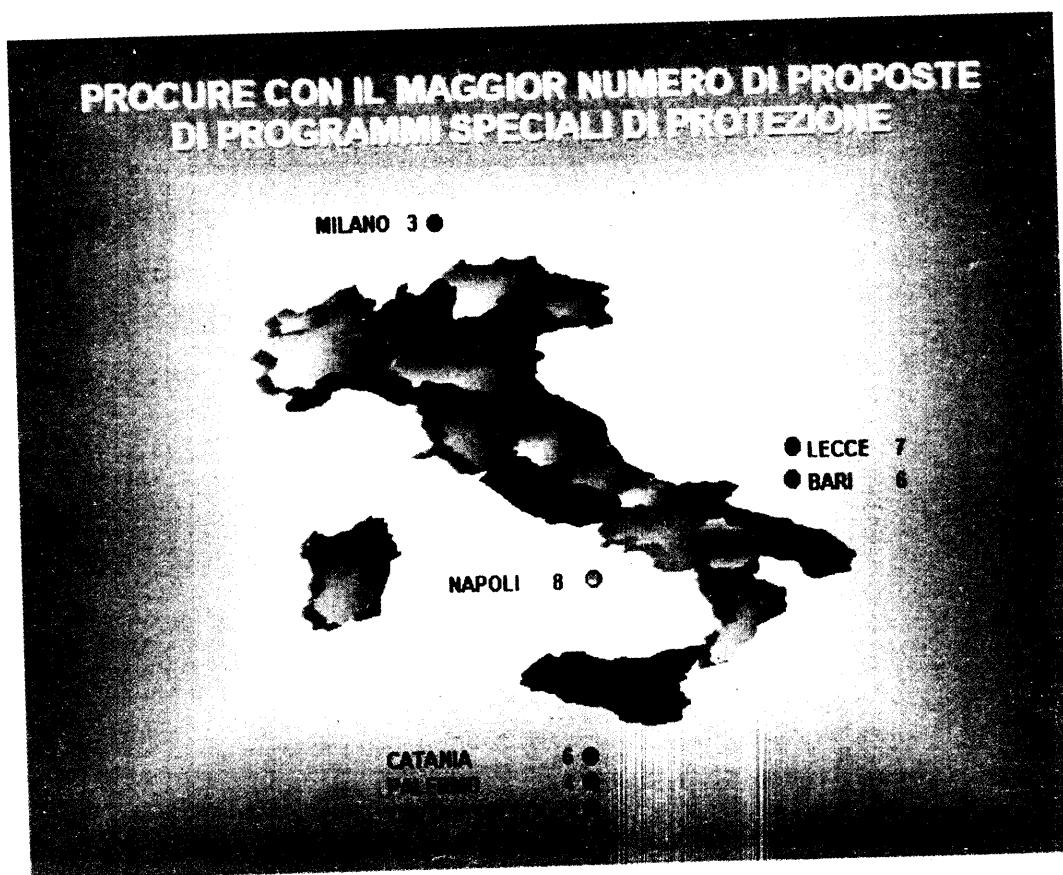 PROCURE CON IL MAGGIOR NUMERO DI PROPOSTE
DI PROGRAMMI SPECIALI DI PROTEZIONE
MILANO 3
LECCE 7
BARI 6
NAPOLI 8
CATANIA 6
PALERMO